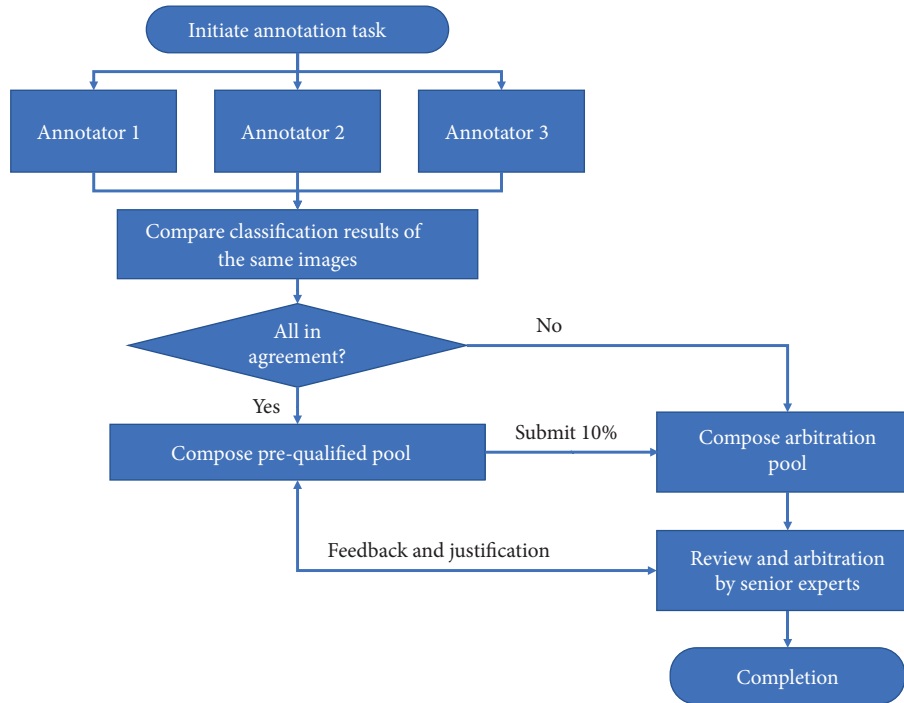 Initiate annotation task
Annotator 1
Annotator 2
Annotator 3
Compare classification results of
the same images
All in
agreement?
No
Yes
Compose pre-qualified pool
Submit 10%
Compose arbitration
pool
Feedback and justification
Review and arbitration
by senior experts
Completion